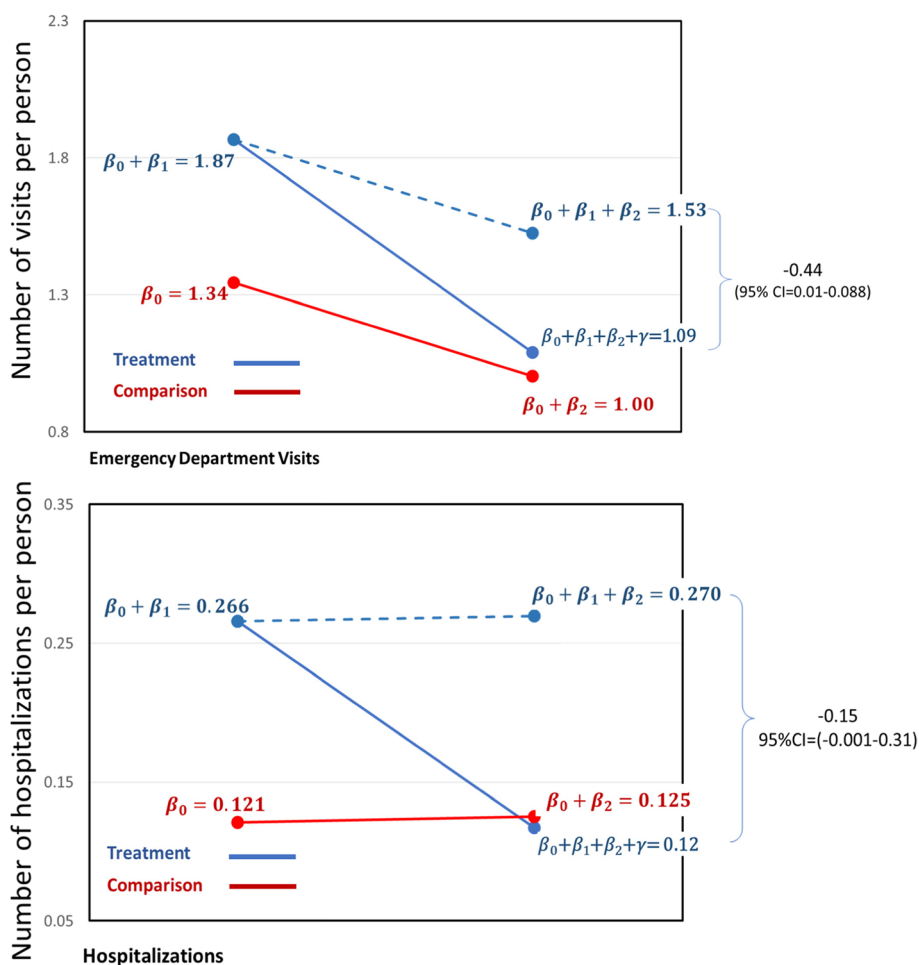 2.3
Number of visits per person
1.8
β₀ + β₁ = 1.87
β₀ + β₁ + β₂ = 1.53
-0.44
(95% CI=0.01-0.088)
1.3
β₀ = 1.34
β₀+β₁+β₂+γ=1.09
Treatment
Comparison
β₀ + β₂ = 1.00
0.8
Emergency Department Visits
0.35
Number of hospitalizations per person
β₀ + β₁ = 0.266
β₀ + β₁ + β₂ = 0.270
0.25
-0.15
95%CI=(-0.001-0.31)
0.15
β₀ = 0.121
β₀ + β₂ = 0.125
β₀+β₁+β₂+γ=0.12
Treatment
Comparison
0.05
Hospitalizations